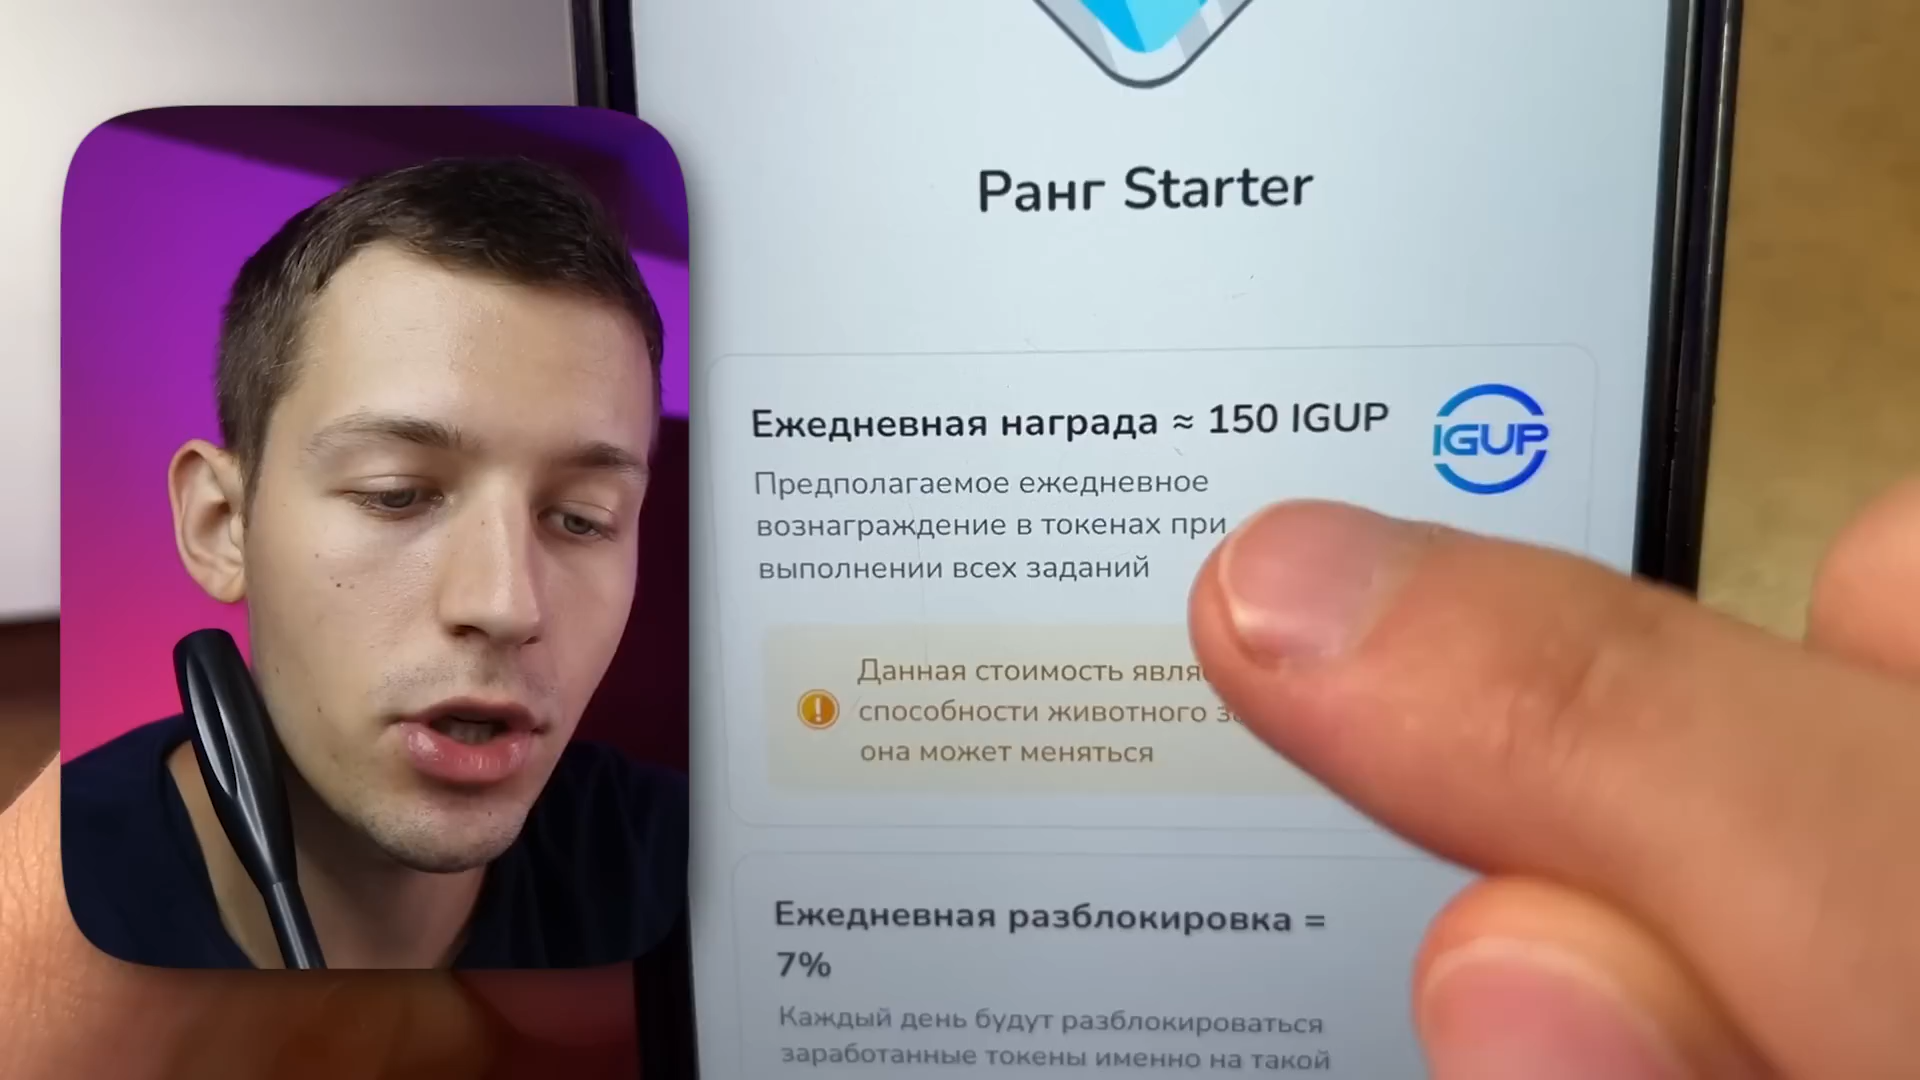 Ранг Starter
Ежедневная награда ≈ 150 IGUP
IGUP
Предполагаемое ежедневное
вознаграждение в токенах при
выполнении всех заданий
Данная стоимость
способности животного
она может меняться
Ежедневная разблокировка =
7%
Каждый день будут разблокироваться
заработанные токены именно на такой